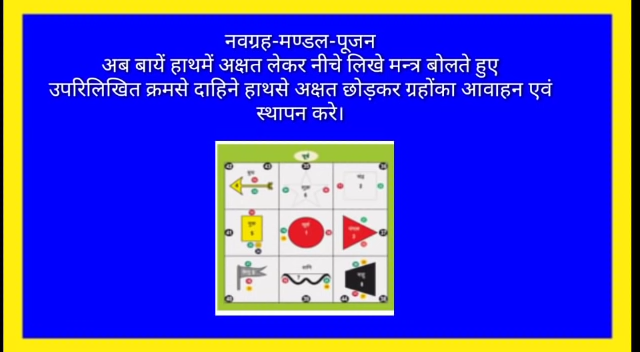 नवग्रह-मण्डल-पूजन
अब बायें हाथमें अक्षत लेकर नीचे लिखे मन्त्र बोलते हुए
उपरिलिखित क्रमसे दाहिने हाथसे अक्षत छोड़कर ग्रहोंका आवाहन एवं
स्थापन करे।
पूर्व